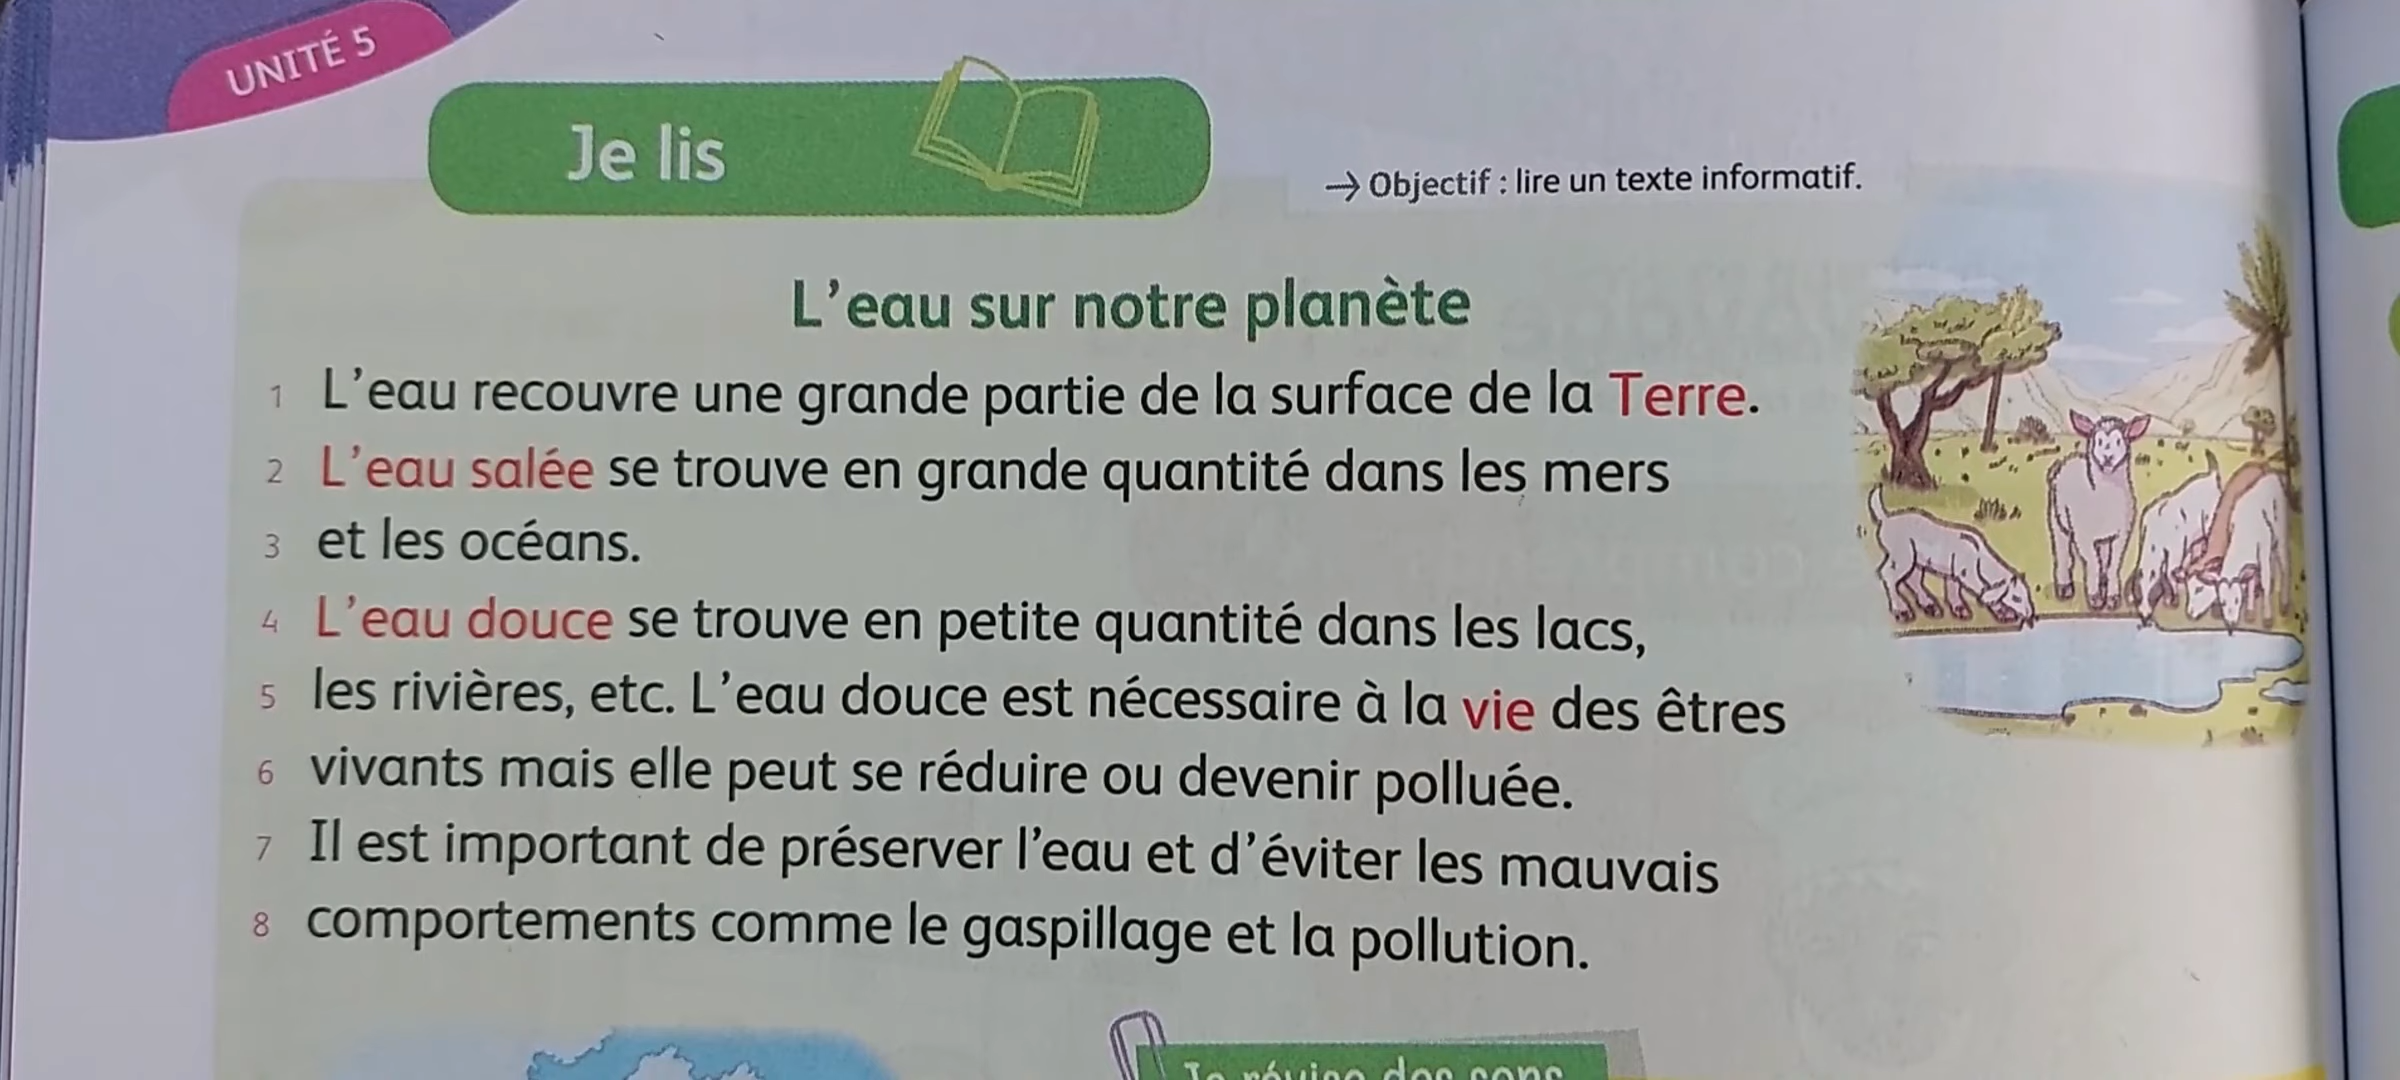 UNITÉ 5
Je lis
→ Objectif : lire un texte informatif.
L'eau sur notre planète
1 L'eau recouvre une grande partie de la surface de la Terre.
2 L'eau salée se trouve en grande quantité dans les mers
3 et les océans.
4 L'eau douce se trouve en petite quantité dans les lacs,
5 les rivières, etc. L'eau douce est nécessaire à la vie des êtres
6 vivants mais elle peut se réduire ou devenir polluée.
7 Il est important de préserver l'eau et d'éviter les mauvais
8 comportements comme le gaspillage et la pollution.
Je révise des sons